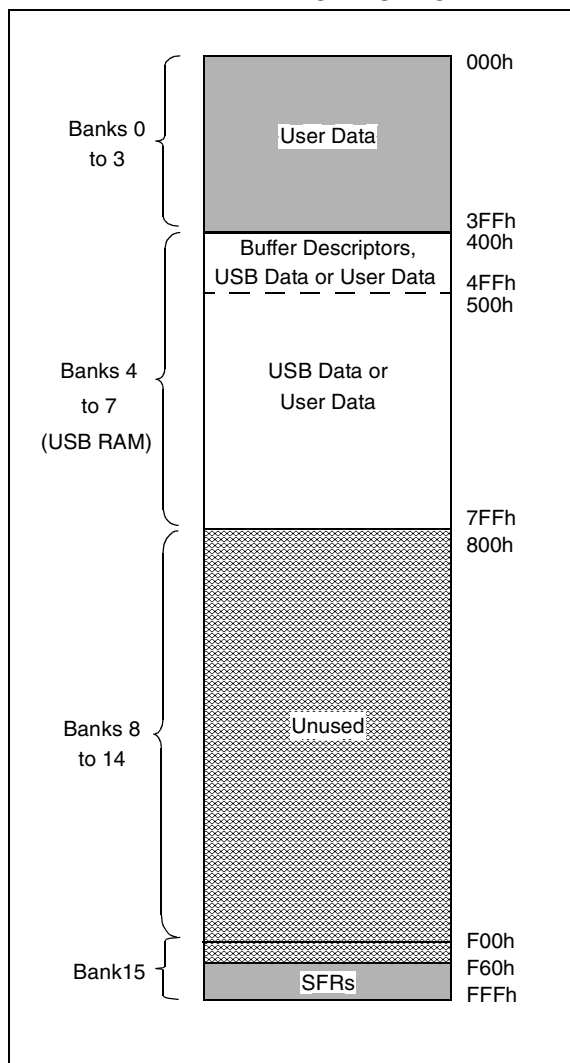 000h
Banks 0
to 3
User Data
3FFh
400h
Buffer Descriptors,
USB Data or User Data
4FFh
500h
Banks 4
to 7
(USB RAM)
USB Data or
User Data
7FFh
800h
Banks 8
to 14
Unused
F00h
Bank15
F60h
SFRs
FFFh